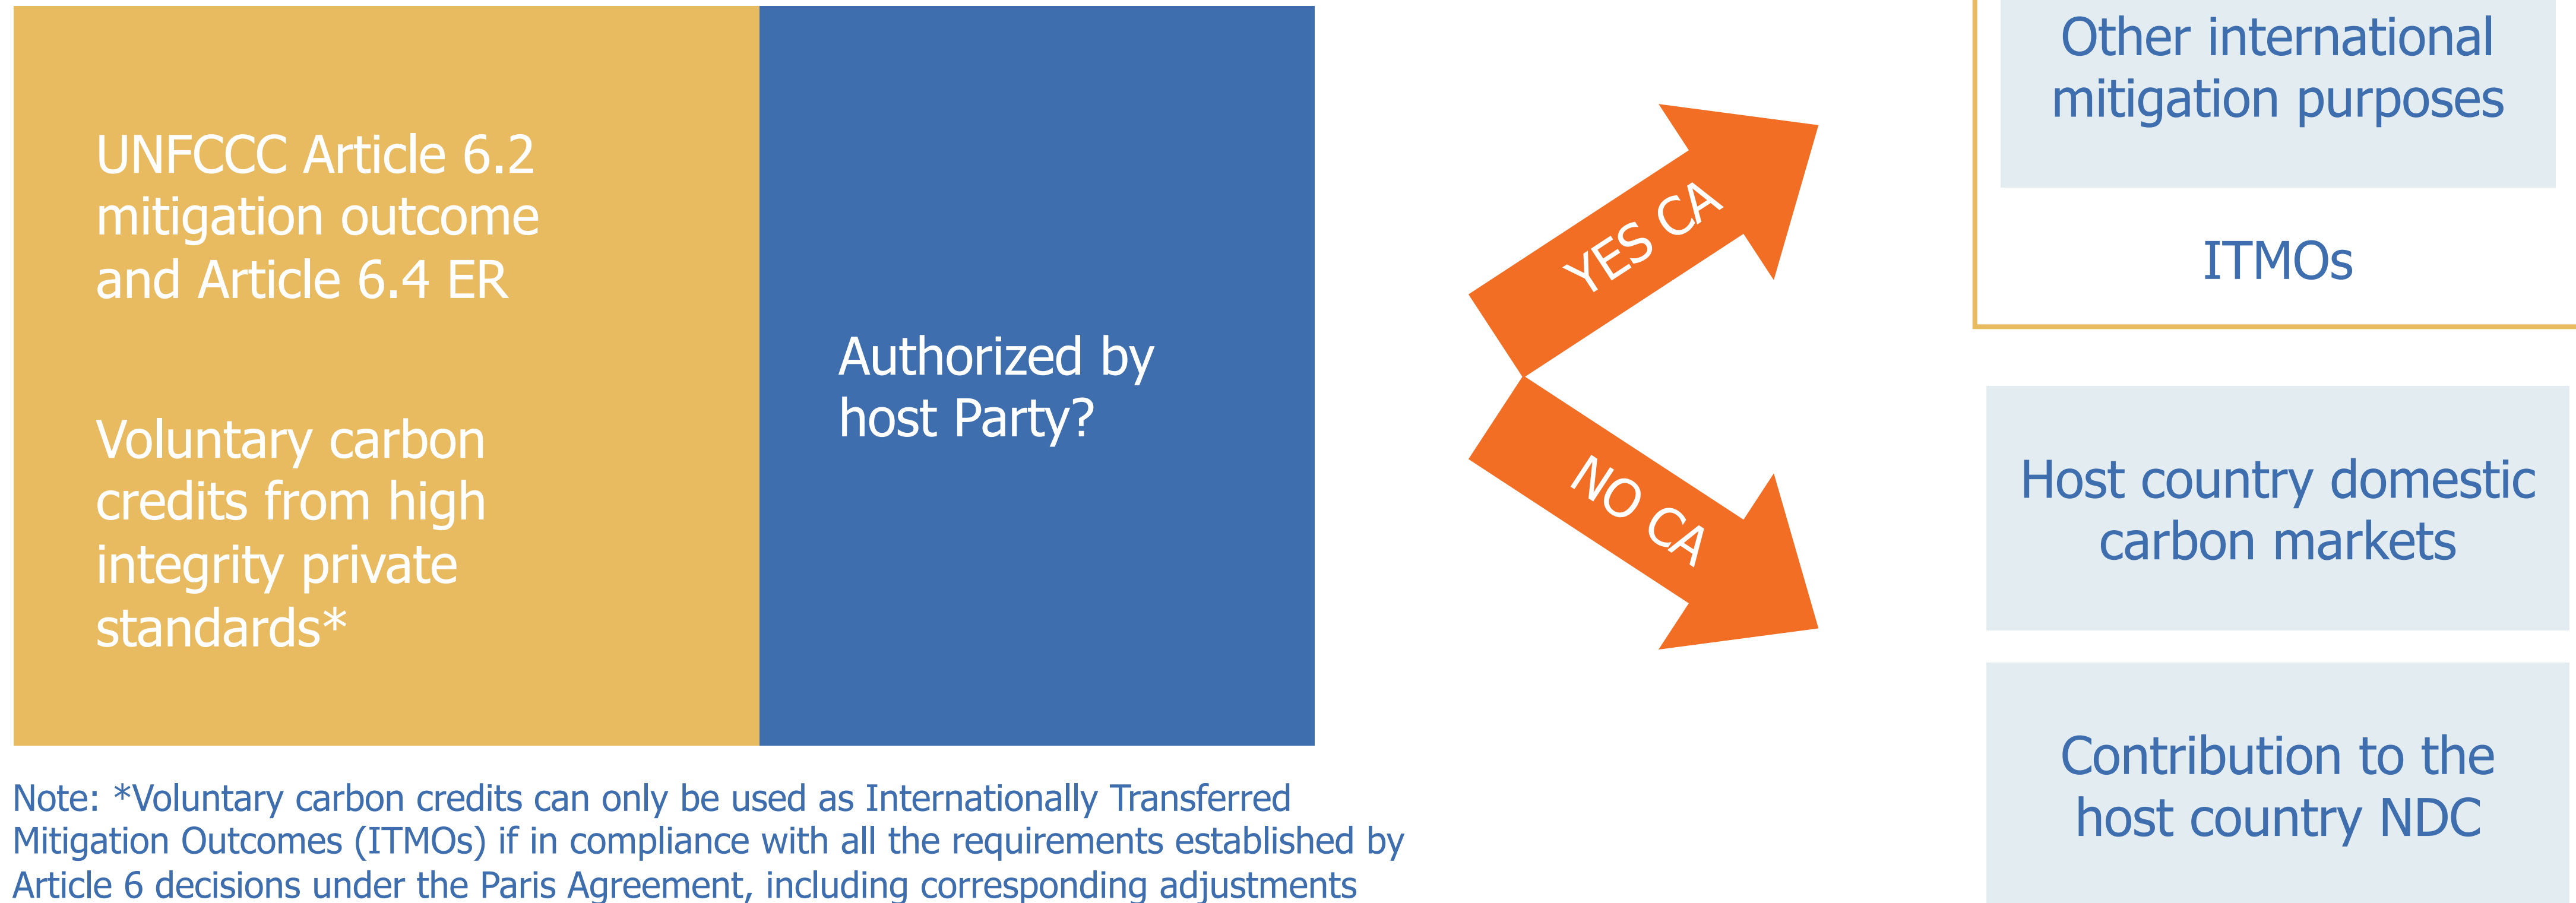 UNFCCC Article 6.2
mitigation outcome
and Article 6.4 ER
Voluntary carbon
credits from high
integrity private
standards*
Authorized by
host Party?
YES CA
NO CA
Other international
mitigation purposes
ITMOs
Host country domestic
carbon markets
Contribution to the
host country NDC
Note: *Voluntary carbon credits can only be used as Internationally Transferred
Mitigation Outcomes (ITMOs) if in compliance with all the requirements established by
Article 6 decisions under the Paris Agreement, including corresponding adjustments